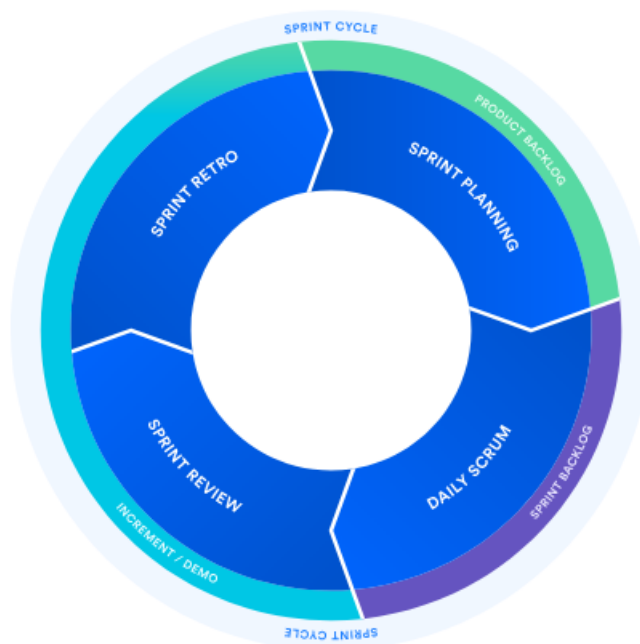 SPRINT CYCLE
PRODUCT BACKLOG
SPRINT PLANNING
SPRINT RETRO
DAILY SCRUM
SPRINT BACKLOG
SPRINT REVIEW
INCREMENT / DEMO
SPRINT CYCLE